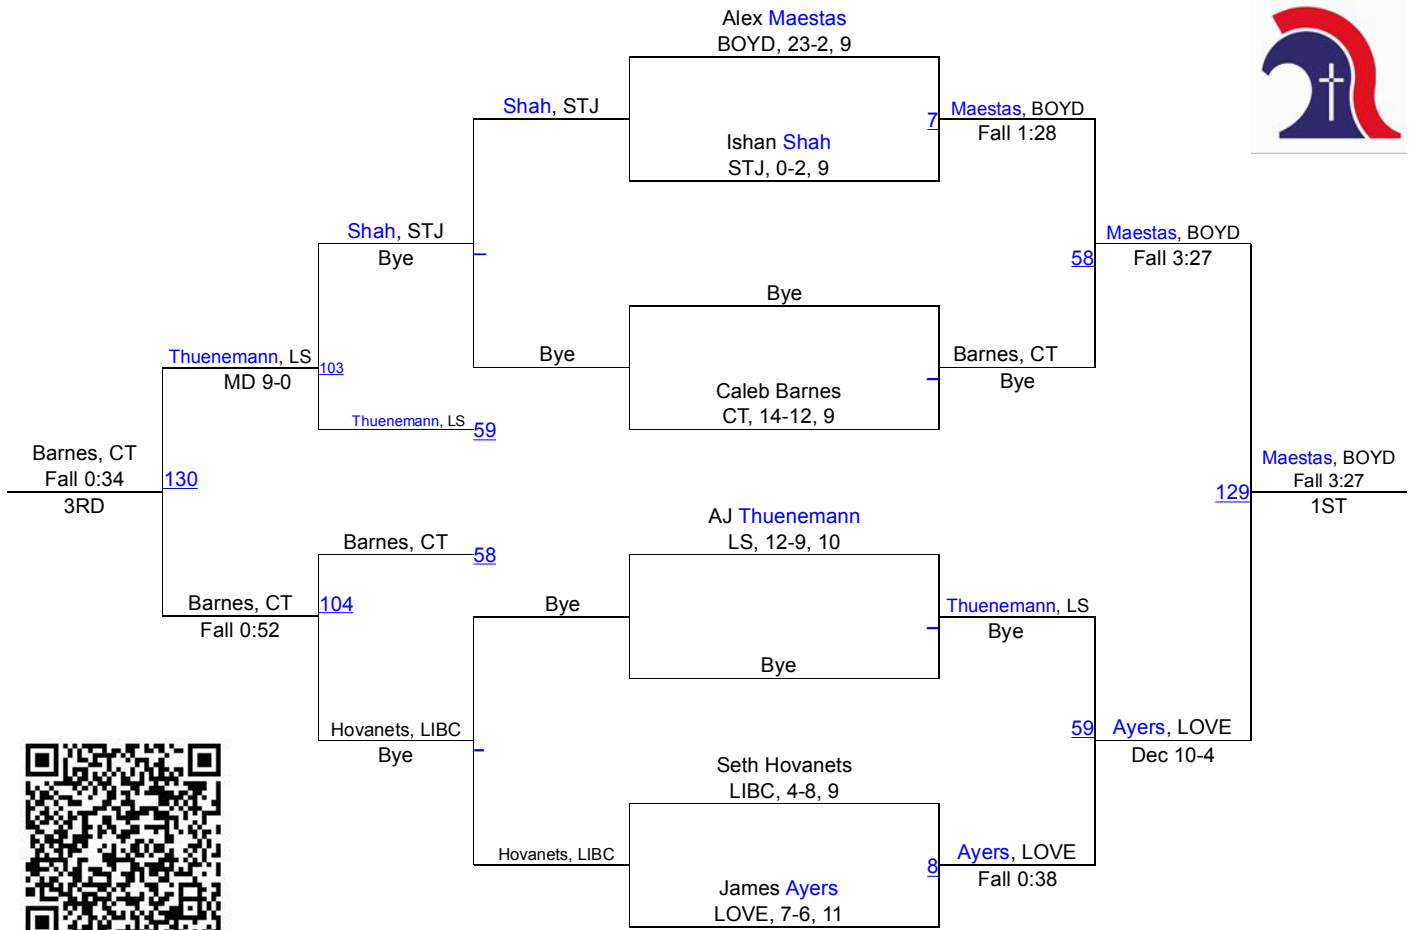 Alex Maestas
BOYD, 23-2, 9
Shah, STJ
7
Maestas, BOYD
Fall 1:28
Ishan Shah
STJ, 0-2, 9
Shah, STJ
Bye
58
Maestas, BOYD
Fall 3:27
Bye
Bye
Barnes, CT
Bye
Thuenemann, LS
MD 9-0
103
Caleb Barnes
CT, 14-12, 9
Thuenemann, LS
59
Barnes, CT
Fall 0:34
3RD
130
Maestas, BOYD
Fall 3:27
1ST
129
AJ Thuenemann
LS, 12-9, 10
Barnes, CT
58
Barnes, CT
Fall 0:52
104
Bye
Thuenemann, LS
Bye
Bye
Hovanets, LIBC
Bye
59
Ayers, LOVE
Dec 10-4
Seth Hovanets
LIBC, 4-8, 9
Hovanets, LIBC
8
Ayers, LOVE
Fall 0:38
James Ayers
LOVE, 7-6, 11